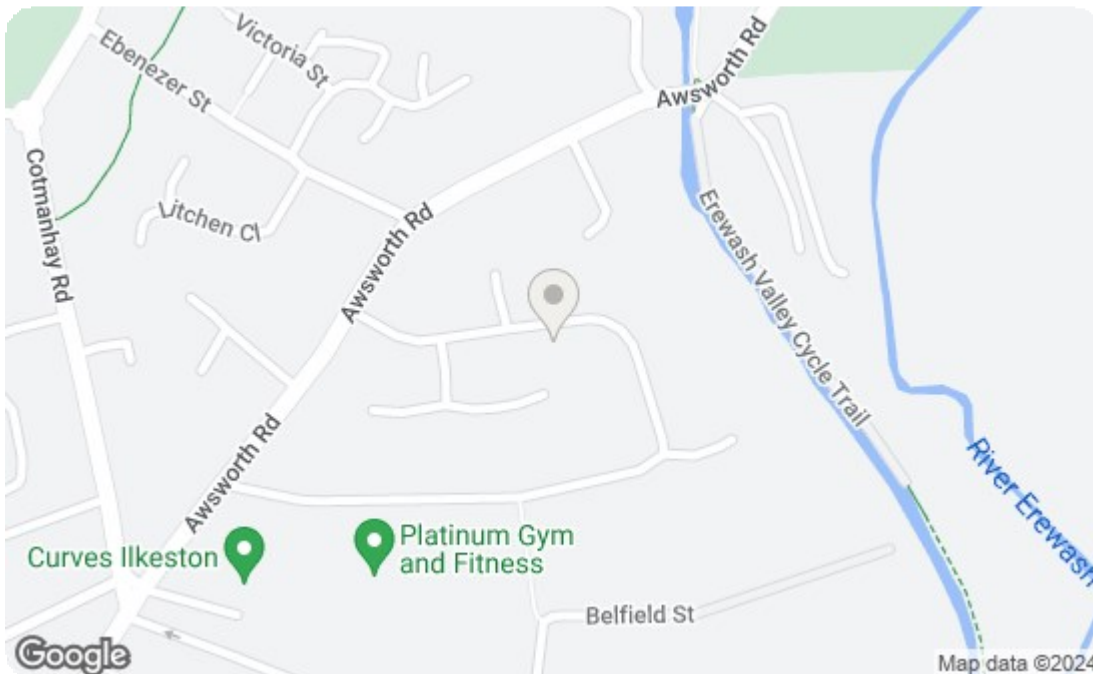 Victoria St
Ebenezer St
Awsworth Rd
Cotmanhay Rd
Litchen Cl
Awsworth Rd
Erewash Valley Cycle Trail
Awsworth Rd
River Erewash
Curves Ilkeston
Platinum Gym
and Fitness
Belfield St
Google
Map data ©2024